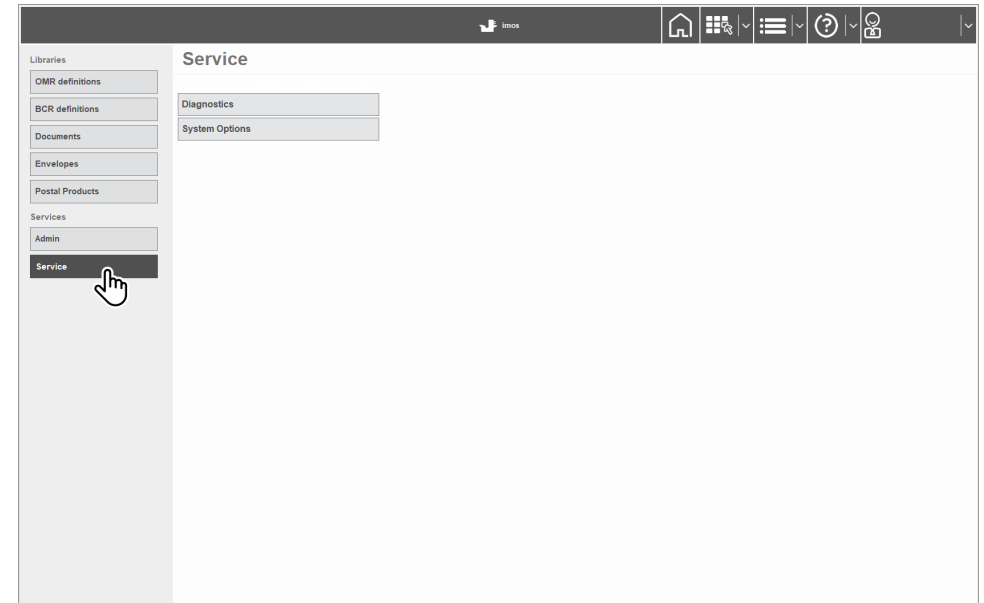 imos
Libraries
OMR definitions
BCR definitions
Documents
Envelopes
Postal Products
Services
Admin
Service
Service
Diagnostics
System Options